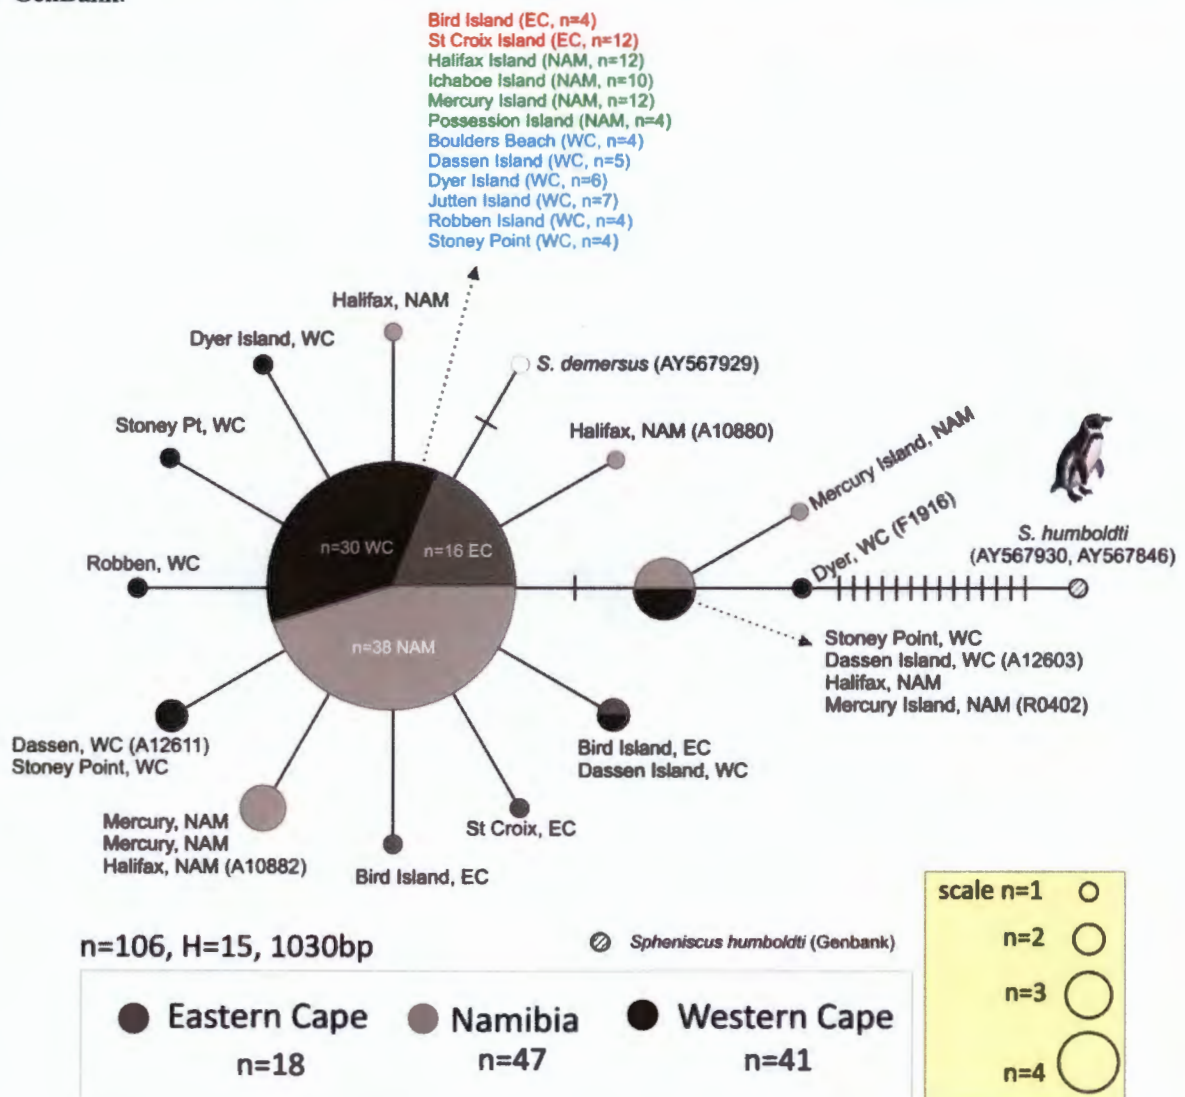 Bird Island (EC, n=4)
St Croix Island (EC, n=12)
Halifax Island (NAM, n=12)
Ichaboe Island (NAM, n=10)
Mercury Island (NAM, n=12)
Possession Island (NAM, n=4)
Boulders Beach (WC, n=4)
Dassen Island (WC, n=5)
Dyer Island (WC, n=6)
Jutten Island (WC, n=7)
Robben Island (WC, n=4)
Stoney Point (WC, n=4)
Halifax, NAM
Dyer Island, WC
S. demersus (AY567929)
Stoney Pt, WC
Halifax, NAM (A10880)
Mercury Island, NAM
Dyer, WC (F1916)
S. humboldti
(AY567930, AY567846)
n=30 WC
n=16 EC
Robben, WC
n=38 NAM
Stoney Point, WC
Dassen Island, WC (A12603)
Halifax, NAM
Mercury Island, NAM (R0402)
Dassen, WC (A12611)
Stoney Point, WC
Bird Island, EC
Dassen Island, WC
Mercury, NAM
Mercury, NAM
Halifax, NAM (A10882)
St Croix, EC
Bird Island, EC
n=106, H=15, 1030bp
Spheniscus humboldti (Genbank)
scale n=1
n=2
n=3
n=4
Eastern Cape
n=18
Namibia
n=47
Western Cape
n=41